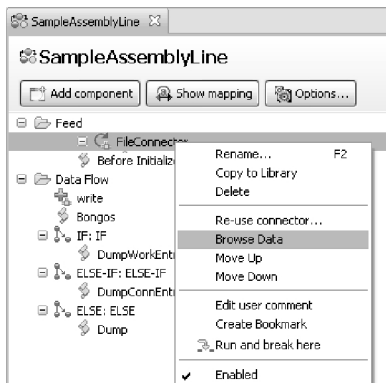 SampleAssemblyLine
SampleAssemblyLine
Add component Show mapping Options...
Feed
FileConnector
Before Initialize
Data Flow
write
Bongos
IF: IF
DumpWorkEnt
ELSE-IF: ELSE-IF
DumpConnEnt
ELSE: ELSE
Dump
Rename... F2
Copy to Library
Delete
Re-use connector...
Browse Data
Move Up
Move Down
Edit user comment
Create Bookmark
Run and break here
Enabled